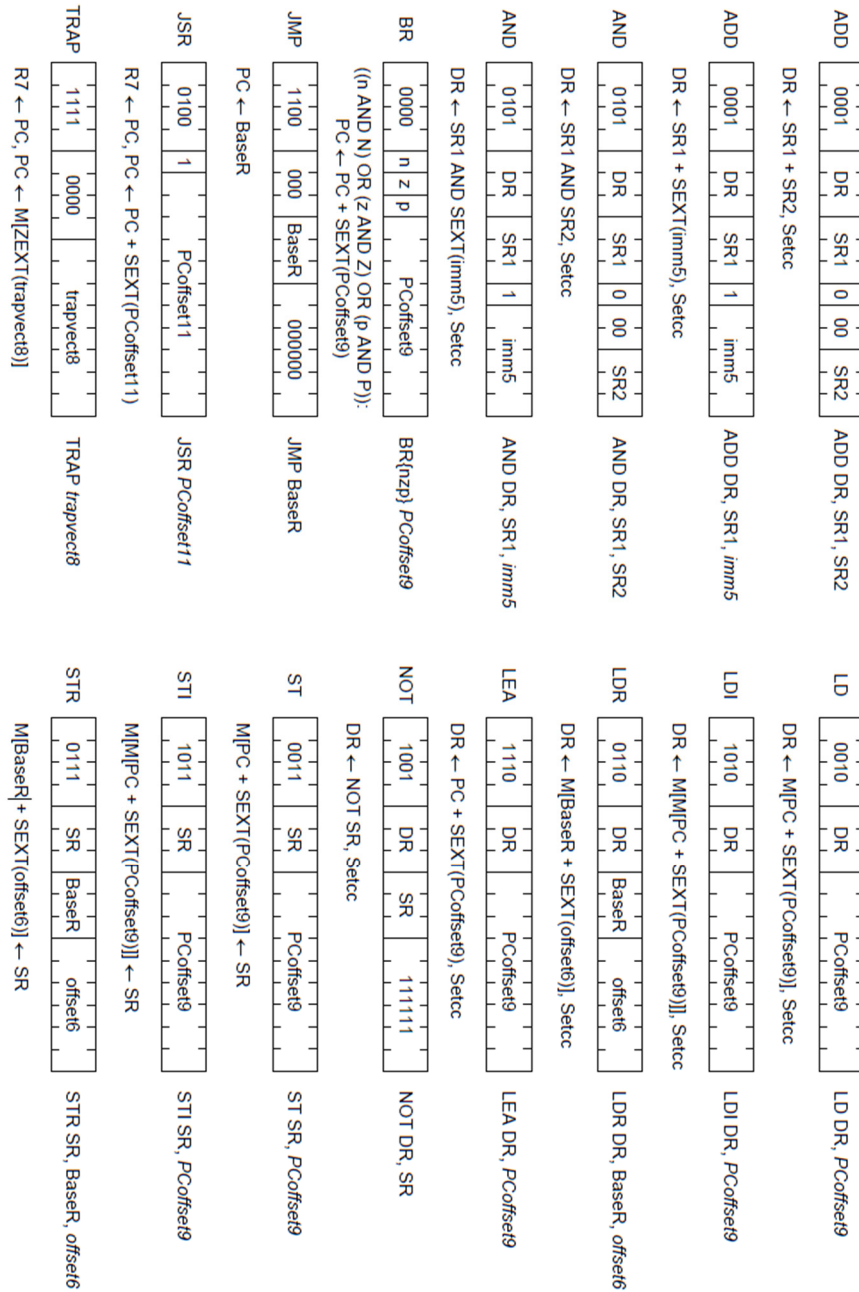 ADD 0001 DR SR1 0 00 SR2 ADD DR, SR1, SR2
DR ← SR1 + SR2, Setcc
ADD 0001 DR SR1 1 imm5 ADD DR, SR1, imm5
DR ← SR1 + SEXT(imm5), Setcc
AND 0101 DR SR1 0 00 SR2 AND DR, SR1, SR2
DR ← SR1 AND SR2, Setcc
AND 0101 DR SR1 1 imm5 AND DR, SR1, imm5
DR ← SR1 AND SEXT(imm5), Setcc
BR 0000 n z p PCoffset9 BR{nzp} PCoffset9
((n AND N) OR (z AND Z) OR (p AND P)):
PC ← PC + SEXT(PCoffset9)
JMP 1100 000 BaseR 000000 JMP BaseR
PC ← BaseR
JSR 0100 1 PCoffset11 JSR PCoffset11
R7 ← PC, PC ← PC + SEXT(PCoffset11)
TRAP 1111 0000 trapvect8 TRAP trapvect8
R7 ← PC, PC ← M[ZEXT(trapvect8)]
LD 0010 DR PCoffset9 LD DR, PCoffset9
DR ← M[PC + SEXT(PCoffset9)], Setcc
LDI 1010 DR PCoffset9 LDI DR, PCoffset9
DR ← M[M[PC + SEXT(PCoffset9)]], Setcc
LDR 0110 DR BaseR offset6 LDR DR, BaseR, offset6
DR ← M[BaseR + SEXT(offset6)], Setcc
LEA 1110 DR PCoffset9 LEA DR, PCoffset9
DR ← PC + SEXT(PCoffset9), Setcc
NOT 1001 DR SR 111111 NOT DR, SR
DR ← NOT SR, Setcc
ST 0011 SR PCoffset9 ST SR, PCoffset9
M[PC + SEXT(PCoffset9)] ← SR
STI 1011 SR PCoffset9 STI SR, PCoffset9
M[M[PC + SEXT(PCoffset9)]] ← SR
STR 0111 SR BaseR offset6 STR SR, BaseR, offset6
M[BaseR + SEXT(offset6)] ← SR